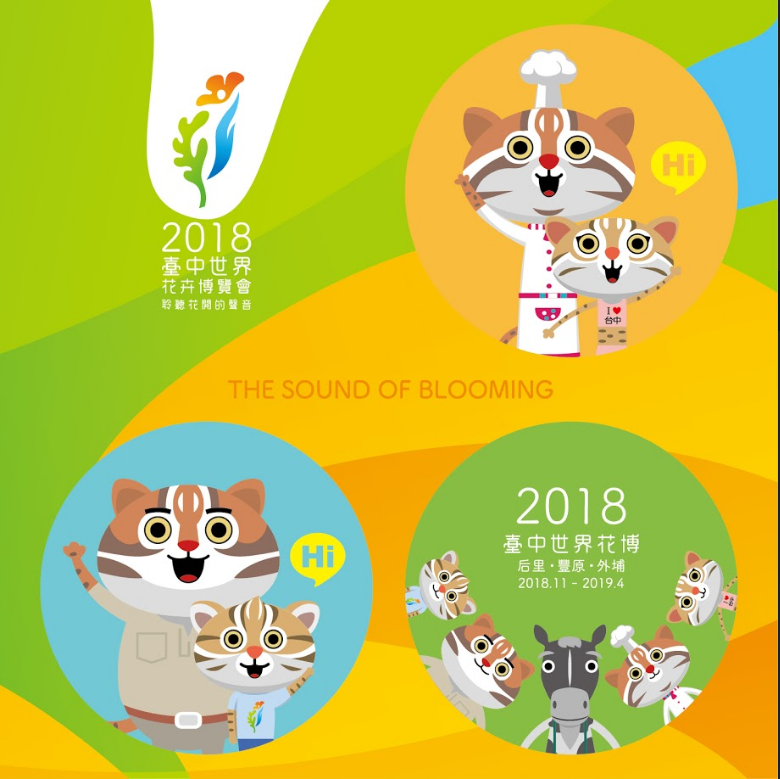 2018
臺中世界
花卉博覽會
聆聽花開的聲音
Hi
I ❤
台中
THE SOUND OF BLOOMING
Hi
2018
臺中世界花博
后里・豐原・外埔
2018.11 - 2019.4